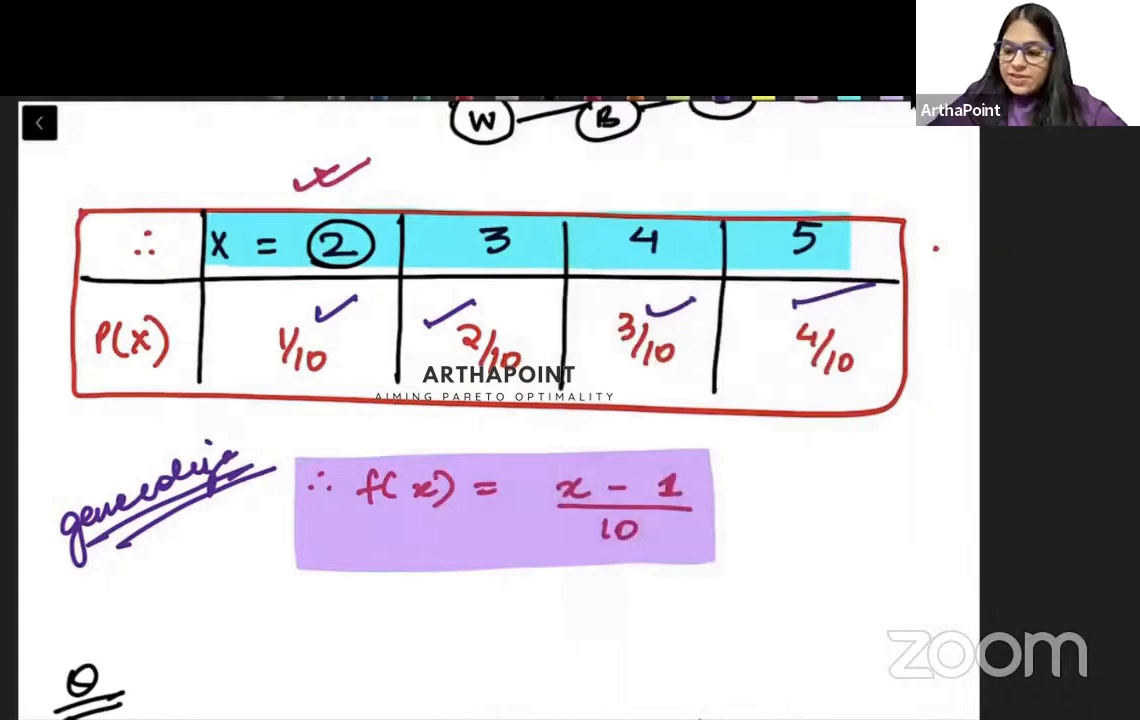 ArthaPoint
W B
∴ X = 2 3 4 5
P(X) 1/10 2/10 3/10 4/10
ARTHAPOINT
AIMING PARETO OPTIMALITY
∴ f(x) = x - 1
10
zoom
Q